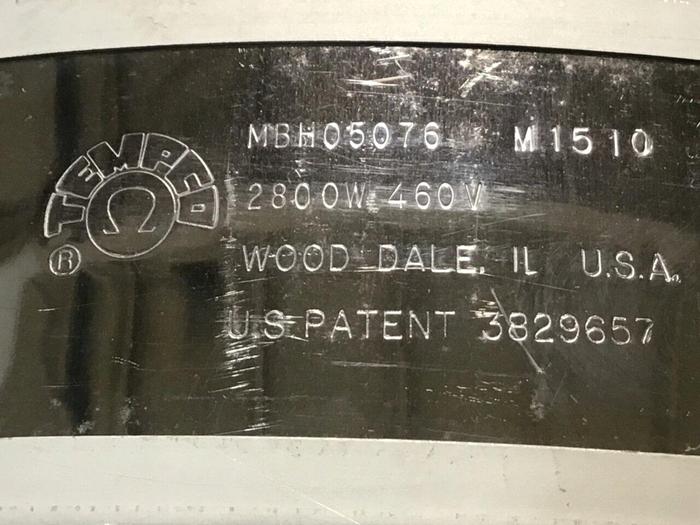 TEMPCO
Ω
®
MBH05076 M1510
2800W 460V
WOOD DALE, IL U.S.A.
U.S. PATENT 3829657